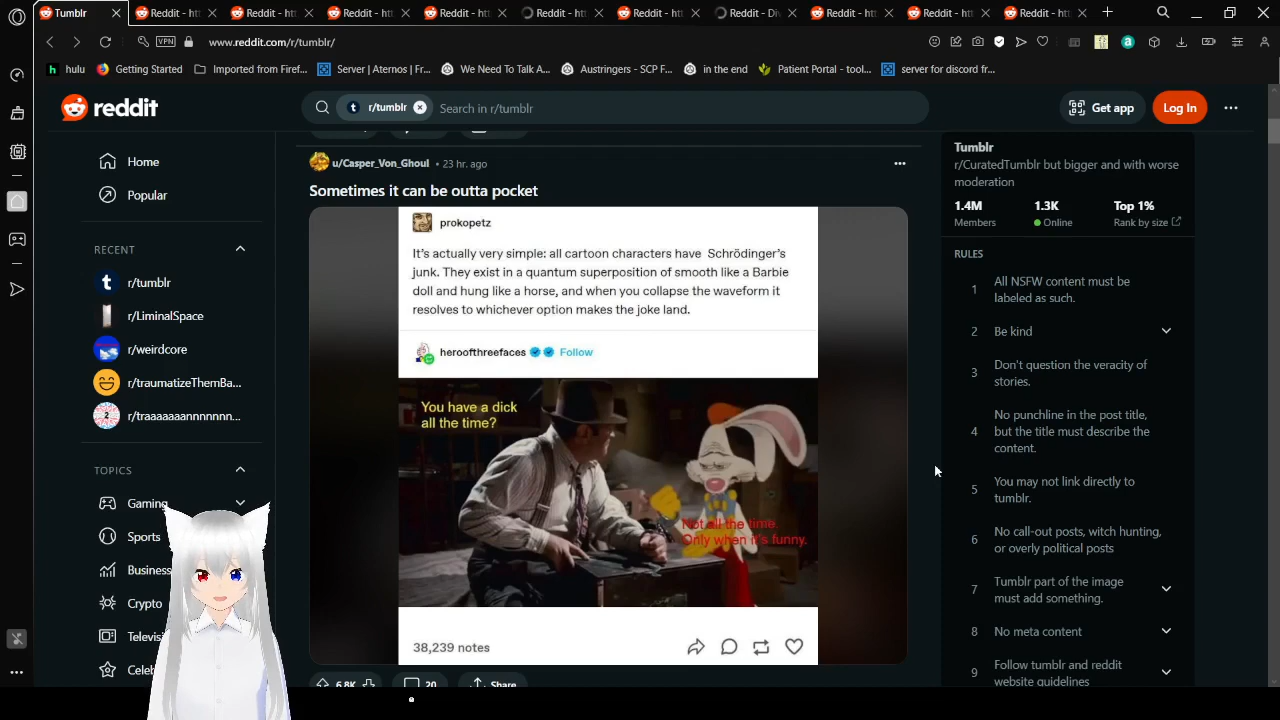 Tumblr
Reddit - htt
Reddit - htt
Reddit - htt
Reddit - htt
Reddit - htt
Reddit - htt
Reddit - Div
Reddit - htt
Reddit - htt
Reddit - htt
VPN
www.reddit.com/r/tumblr/
hulu
Getting Started
Imported from Firef...
Server | Aternos | Fr...
We Need To Talk A...
Austringers - SCP F...
in the end
Patient Portal - tool...
server for discord fr...
reddit
r/tumblr
Search in r/tumblr
Get app
Log In
Home
Popular
RECENT
r/tumblr
r/LiminalSpace
r/weirdcore
r/traumatizeThemBa...
r/traaaaaaannnnnnn...
TOPICS
Gaming
Sports
Business
Crypto
Televisi
Celeb
u/Casper_Von_Ghoul • 23 hr. ago
Sometimes it can be outta pocket
prokopetz
It's actually very simple: all cartoon characters have Schrödinger's
junk. They exist in a quantum superposition of smooth like a Barbie
doll and hung like a horse, and when you collapse the waveform it
resolves to whichever option makes the joke land.
heroofthreefaces Follow
You have a dick
all the time?
Not all the time.
Only when it's funny.
38,239 notes
6.8K
20
Share
Tumblr
r/CuratedTumblr but bigger and with worse
moderation
1.4M
Members
1.3K
Online
Top 1%
Rank by size
RULES
1
All NSFW content must be
labeled as such.
2
Be kind
3
Don't question the veracity of
stories.
4
No punchline in the post title,
but the title must describe the
content.
5
You may not link directly to
tumblr.
6
No call-out posts, witch hunting,
or overly political posts
7
Tumblr part of the image
must add something.
8
No meta content
9
Follow tumblr and reddit
website guidelines